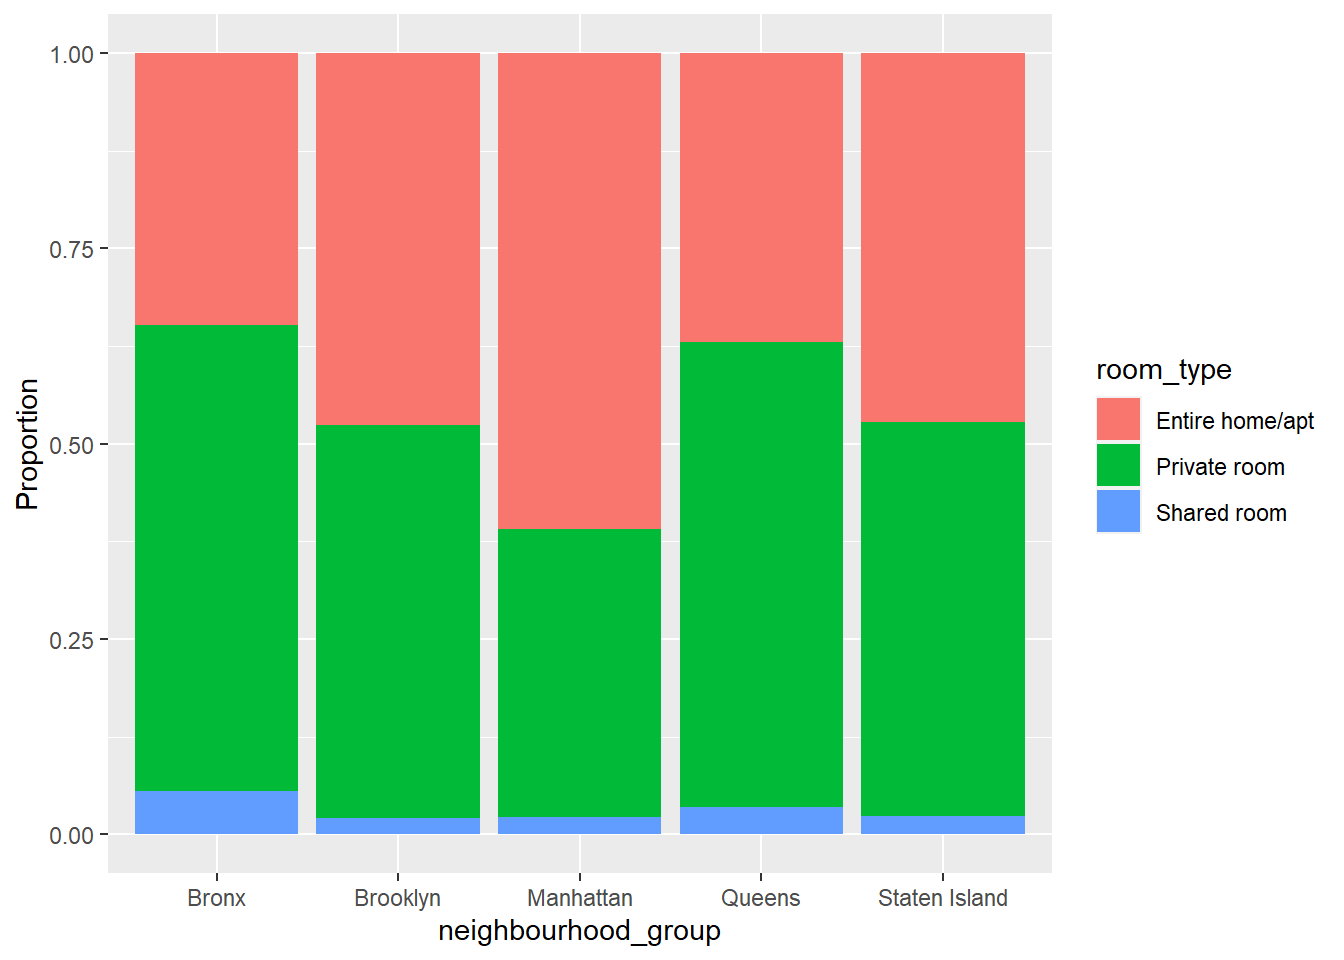 1.00
0.75
0.50
0.25
0.00
Proportion
Bronx Brooklyn Manhattan Queens Staten Island
neighbourhood_group
room_type
Entire home/apt
Private room
Shared room